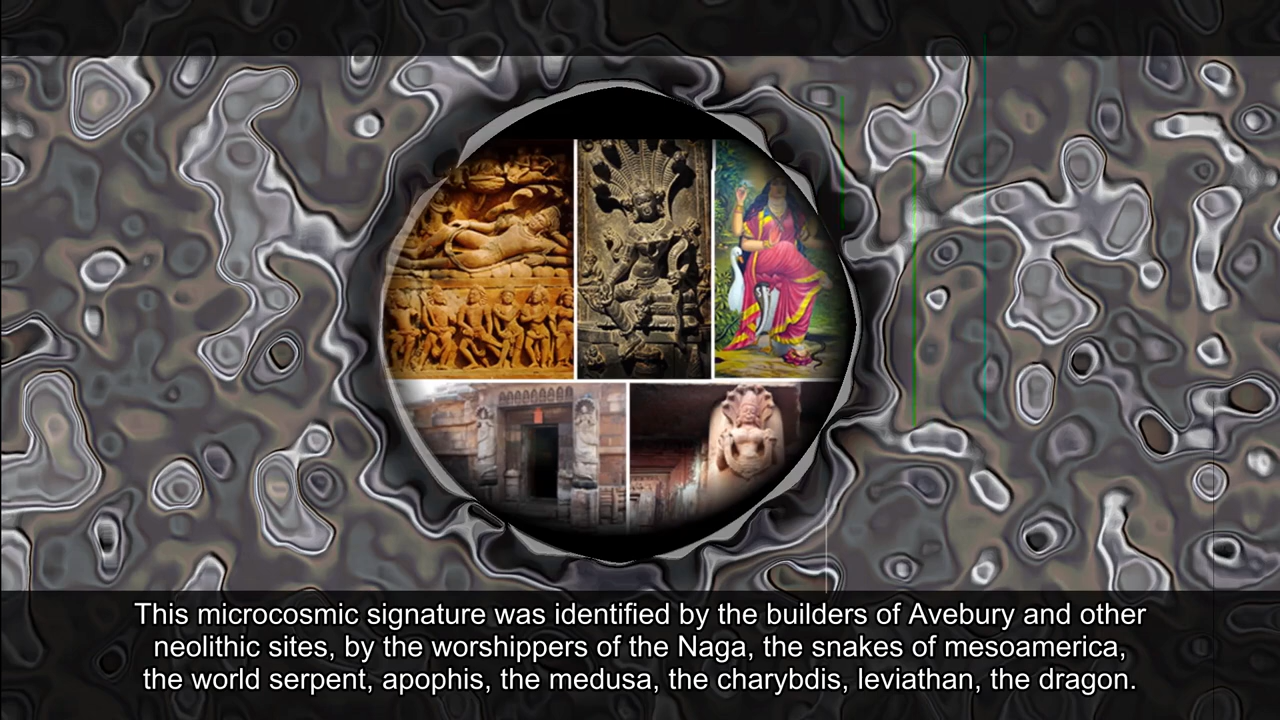 This microcosmic signature was identified by the builders of Avebury and other
neolithic sites, by the worshippers of the Naga, the snakes of mesoamerica,
the world serpent, apophis, the medusa, the charybdis, leviathan, the dragon.